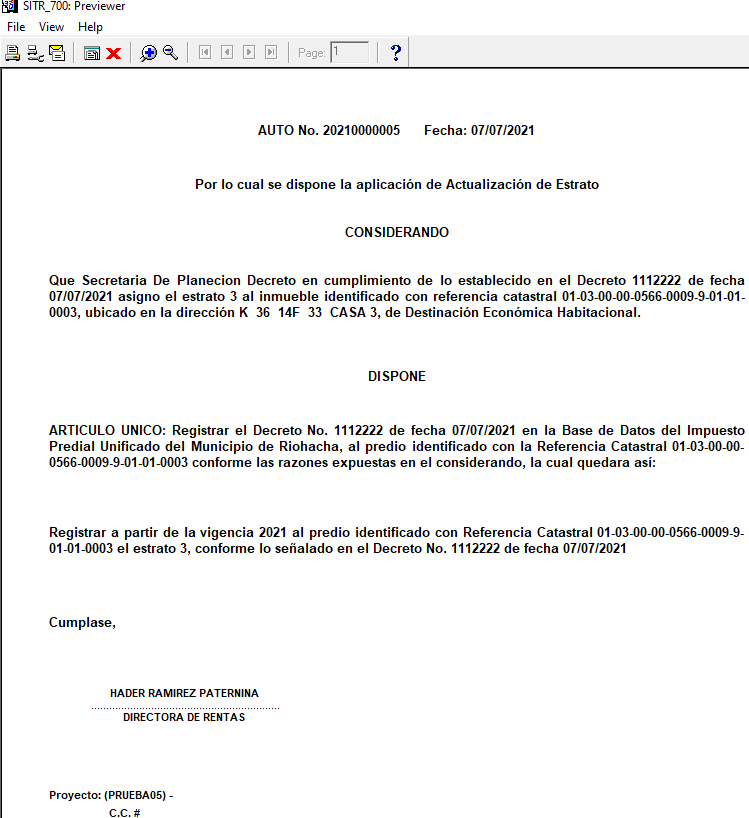 SITR_700: Previewer
File View Help
Page: 1
AUTO No. 20210000005 Fecha: 07/07/2021
Por lo cual se dispone la aplicación de Actualización de Estrato
CONSIDERANDO
Que Secretaria De Planecion Decreto en cumplimiento de lo establecido en el Decreto 1112222 de fecha
07/07/2021 asigno el estrato 3 al inmueble identificado con referencia catastral 01-03-00-00-0566-0009-9-01-01-
0003, ubicado en la dirección K 36 14F 33 CASA 3, de Destinación Económica Habitacional.
DISPONE
ARTICULO UNICO: Registrar el Decreto No. 1112222 de fecha 07/07/2021 en la Base de Datos del Impuesto
Predial Unificado del Municipio de Riohacha, al predio identificado con la Referencia Catastral 01-03-00-00-
0566-0009-9-01-01-0003 conforme las razones expuestas en el considerando, la cual quedara así:
Registrar a partir de la vigencia 2021 al predio identificado con Referencia Catastral 01-03-00-00-0566-0009-9-
01-01-0003 el estrato 3, conforme lo señalado en el Decreto No. 1112222 de fecha 07/07/2021
Cumplase,
HADER RAMIREZ PATERNINA
DIRECTORA DE RENTAS
Proyecto: (PRUEBA05) -
C.C. #